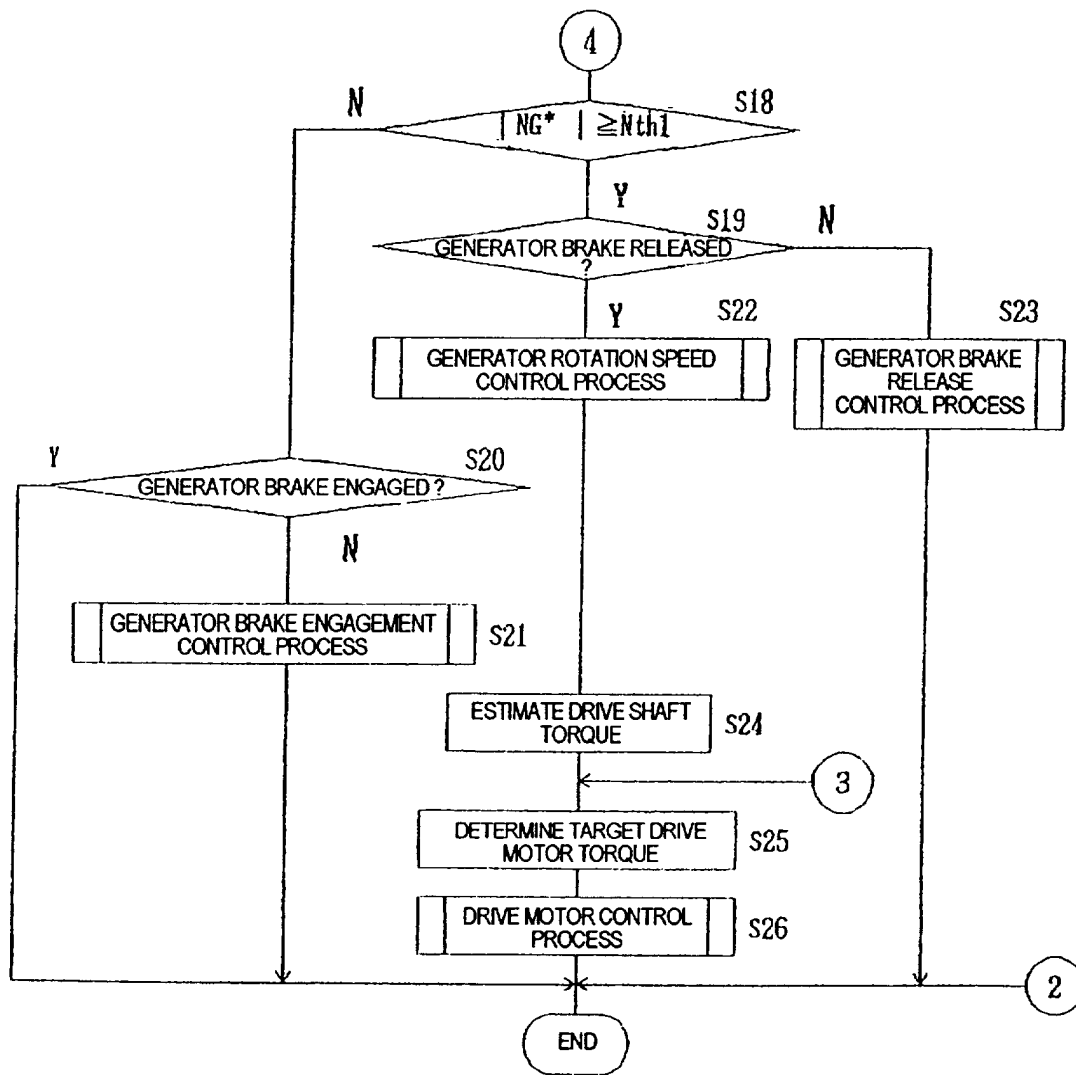 4
N
S18
| NG* | ≧Nth1
Y
S19
N
GENERATOR BRAKE RELEASED
?
Y
S22
S23
GENERATOR ROTATION SPEED
CONTROL PROCESS
GENERATOR BRAKE
RELEASE
CONTROL PROCESS
Y
S20
GENERATOR BRAKE ENGAGED ?
N
GENERATOR BRAKE ENGAGEMENT
CONTROL PROCESS
S21
ESTIMATE DRIVE SHAFT
TORQUE
S24
3
DETERMINE TARGET DRIVE
MOTOR TORQUE
S25
DRIVE MOTOR CONTROL
PROCESS
S26
2
END